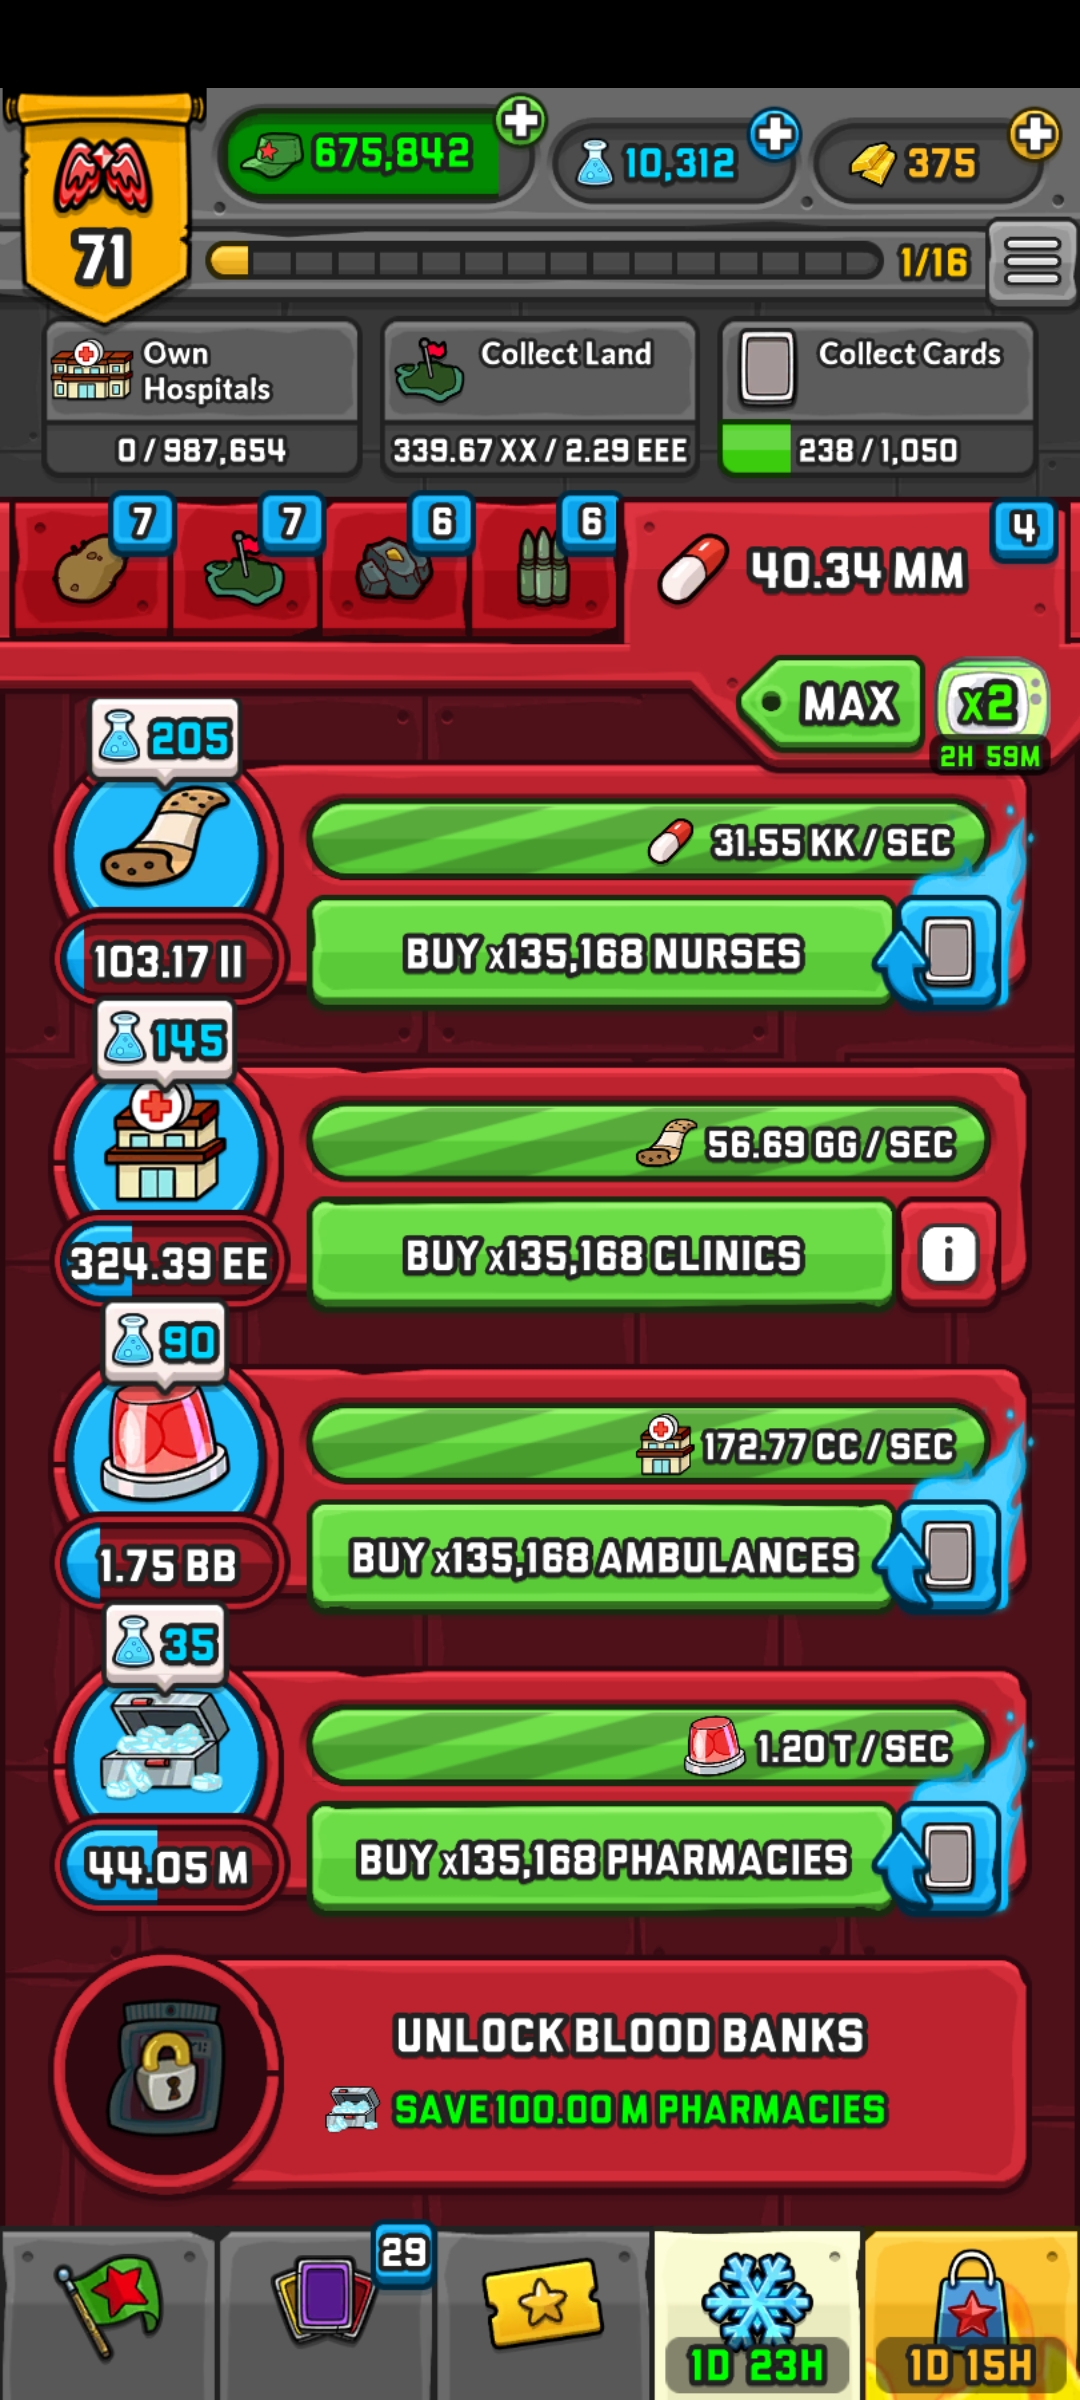 675,842
10,312
375
71
1/16
Own
Hospitals
Collect Land
Collect Cards
0 / 987,654
339.67 XX / 2.29 EEE
238 / 1,050
7
7
6
6
40.34 MM
4
MAX
x2
2H 59M
205
31.55 KK / SEC
103.17 II
BUY x135,168 NURSES
145
56.69 GG / SEC
324.39 EE
BUY x135,168 CLINICS
i
90
172.77 CC / SEC
1.75 BB
BUY x135,168 AMBULANCES
35
1.20 T / SEC
44.05 M
BUY x135,168 PHARMACIES
UNLOCK BLOOD BANKS
SAVE 100.00 M PHARMACIES
29
1D 23H
1D 15H